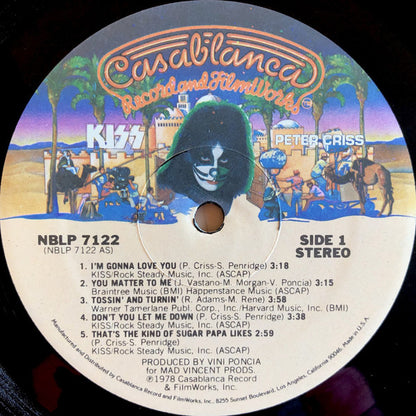 Casablanca
Record and FilmWorks
KISS
PETER CRISS
NBLP 7122
(NBLP 7122 AS)
SIDE 1
STEREO
1. I'M GONNA LOVE YOU (P. Criss-S. Penridge) 3:18
KISS/Rock Steady Music, Inc. (ASCAP)
2. YOU MATTER TO ME (J. Vastano-M. Morgan-V. Poncia) 3:15
Braintree Music (BMI) Happenstance Music (ASCAP)
3. TOSSIN' AND TURNIN' (R. Adams-M. Rene) 3:58
Warner Tamerlane Publ. Corp., Inc./Harvard Music, Inc. (BMI)
4. DON'T YOU LET ME DOWN (P. Criss-S. Penridge) 3:38
KISS/Rock Steady Music, Inc. (ASCAP)
5. THAT'S THE KIND OF SUGAR PAPA LIKES 2:59
(P. Criss-S. Penridge)
KISS/Rock Steady Music, Inc. (ASCAP)
PRODUCED BY VINI PONCIA
for MAD VINCENT PRODS.
℗1978 Casablanca Record
& FilmWorks, Inc.
Manufactured and Distributed by Casablanca Record and FilmWorks, Inc., 8255 Sunset Boulevard, Los Angeles, California 90046, Made in U.S.A.